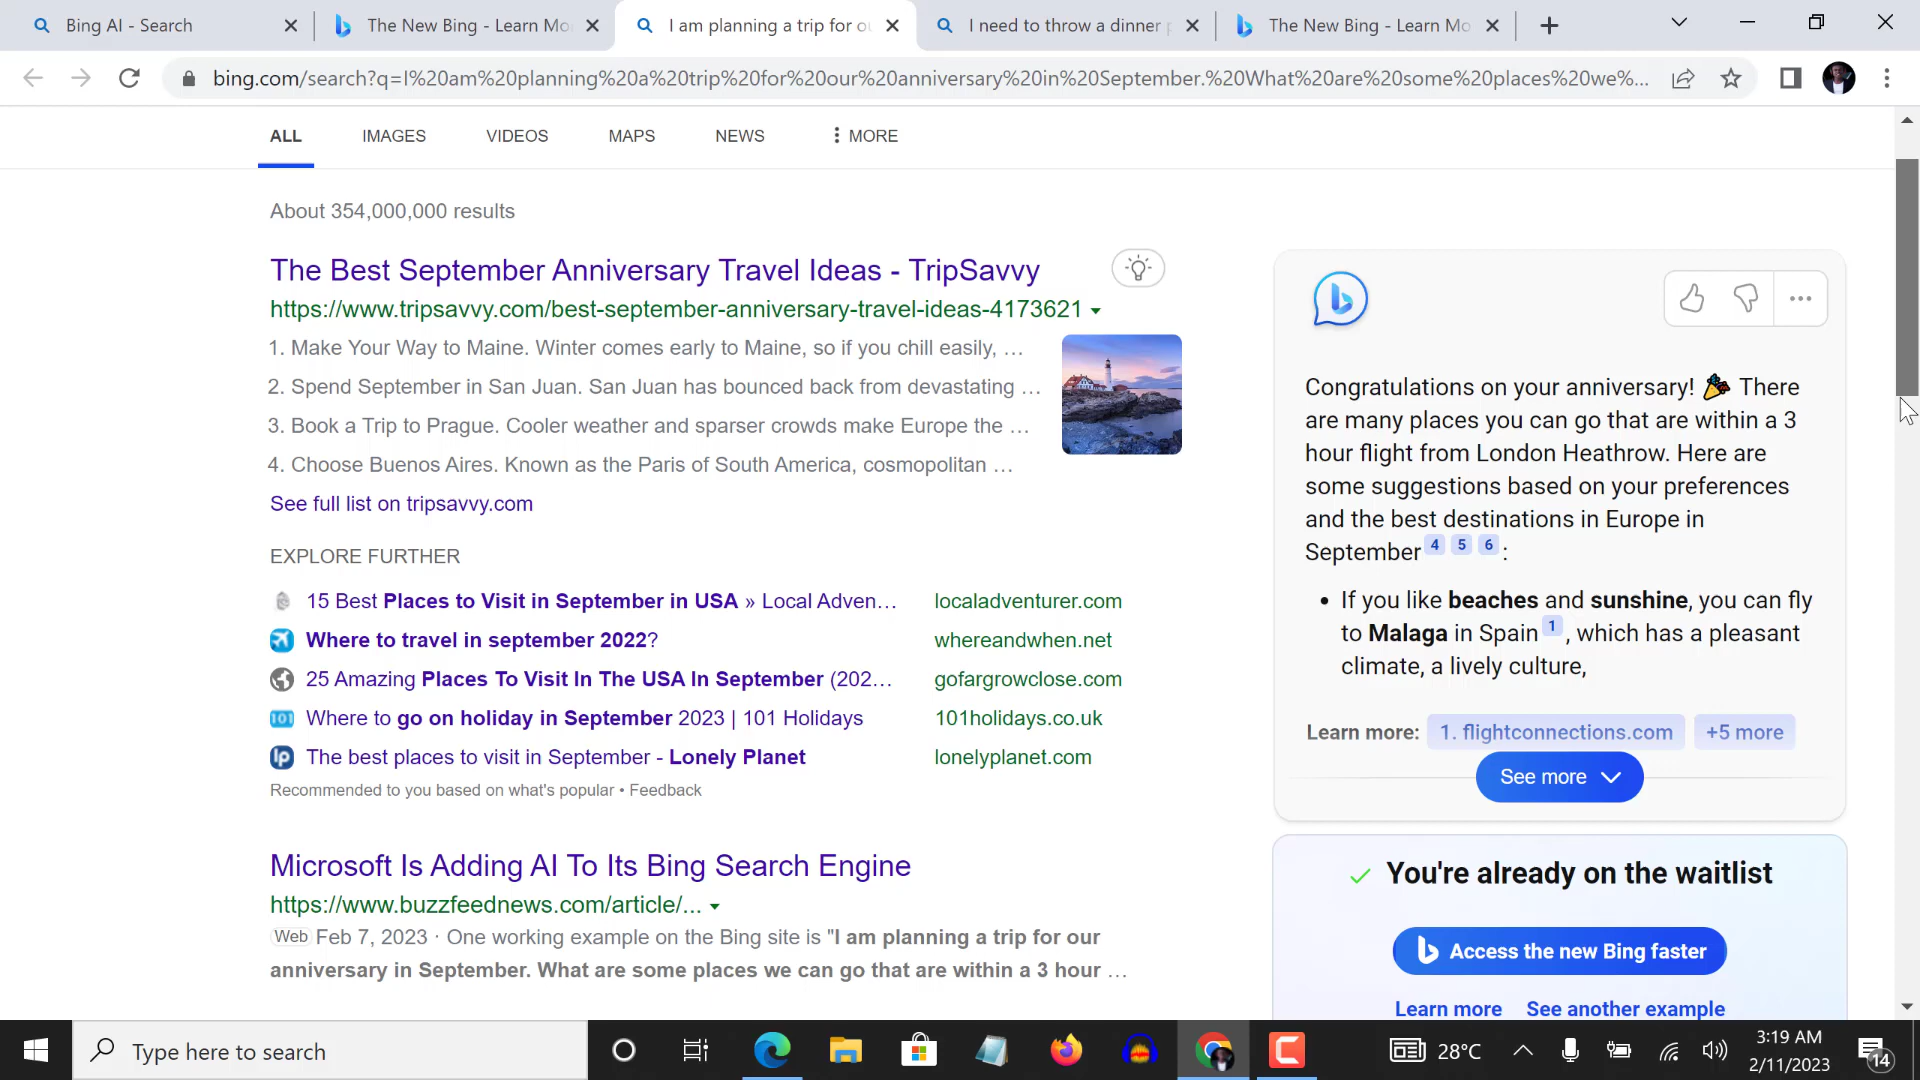 Bing AI - Search
The New Bing - Learn Mo
I am planning a trip for ou
I need to throw a dinner p
The New Bing - Learn Mo
bing.com/search?q=I%20am%20planning%20a%20trip%20for%20our%20anniversary%20in%20September.%20What%20are%20some%20places%20we%...
ALL IMAGES VIDEOS MAPS NEWS MORE
About 354,000,000 results
The Best September Anniversary Travel Ideas - TripSavvy
https://www.tripsavvy.com/best-september-anniversary-travel-ideas-4173621
1. Make Your Way to Maine. Winter comes early to Maine, so if you chill easily, …
2. Spend September in San Juan. San Juan has bounced back from devastating …
3. Book a Trip to Prague. Cooler weather and sparser crowds make Europe the …
4. Choose Buenos Aires. Known as the Paris of South America, cosmopolitan …
See full list on tripsavvy.com
EXPLORE FURTHER
15 Best Places to Visit in September in USA » Local Adven… localadventurer.com
Where to travel in september 2022? whereandwhen.net
25 Amazing Places To Visit In The USA In September (202… gofargrowclose.com
101 Where to go on holiday in September 2023 | 101 Holidays 101holidays.co.uk
lp The best places to visit in September - Lonely Planet lonelyplanet.com
Recommended to you based on what's popular • Feedback
Microsoft Is Adding AI To Its Bing Search Engine
https://www.buzzfeednews.com/article/...
Web Feb 7, 2023 · One working example on the Bing site is "I am planning a trip for our
anniversary in September. What are some places we can go that are within a 3 hour …
Congratulations on your anniversary! 🎉 There
are many places you can go that are within a 3
hour flight from London Heathrow. Here are
some suggestions based on your preferences
and the best destinations in Europe in
September 4 5 6 :
• If you like beaches and sunshine, you can fly
to Malaga in Spain 1 , which has a pleasant
climate, a lively culture,
Learn more: 1. flightconnections.com +5 more
See more
You're already on the waitlist
Access the new Bing faster
Learn more See another example
Type here to search
28°C
3:19 AM
2/11/2023
14